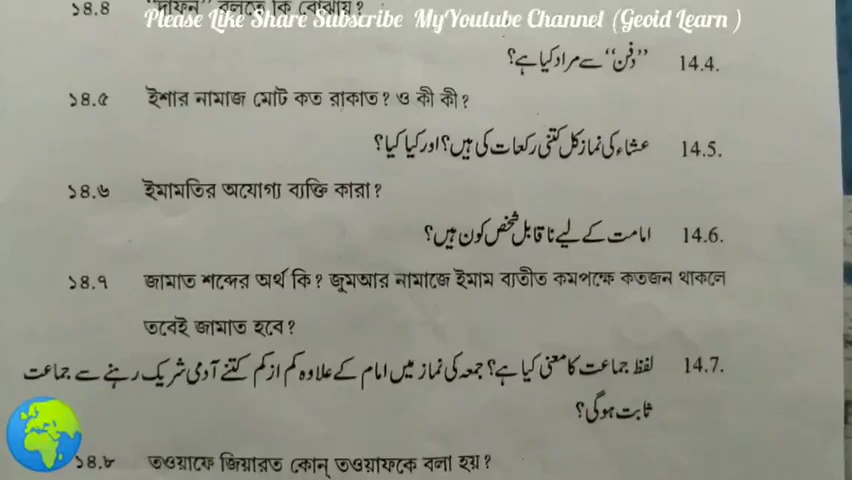 ১৪.৪ “দাফন” বলতে কি বোঝায়?
Please Like Share Subscribe MyYoutube Channel (Geoid Learn )
14.4. ”دفن“ سے مراد کیا ہے؟
১৪.৫ ইশার নামাজ মোট কত রাকাত? ও কী কী?
14.5. عشاء کی نماز کل کتنی رکعات کی ہیں؟ اور کیا کیا؟
১৪.৬ ইমামতির অযোগ্য ব্যক্তি কারা?
14.6. امامت کے لیے ناقابل شخص کون ہیں؟
১৪.৭ জামাত শব্দের অর্থ কি? জুমআর নামাজে ইমাম ব্যতীত কমপক্ষে কতজন থাকলে
তবেই জামাত হবে?
14.7. لفظ جماعت کا معنی کیا ہے؟ جمعہ کی نماز میں امام کے علاوہ کم از کم کتنے آدمی شریک رہنے سے جماعت
ثابت ہوگی؟
১৪.৮ তওয়াফে জিয়ারত কোন্ তওয়াফকে বলা হয়?